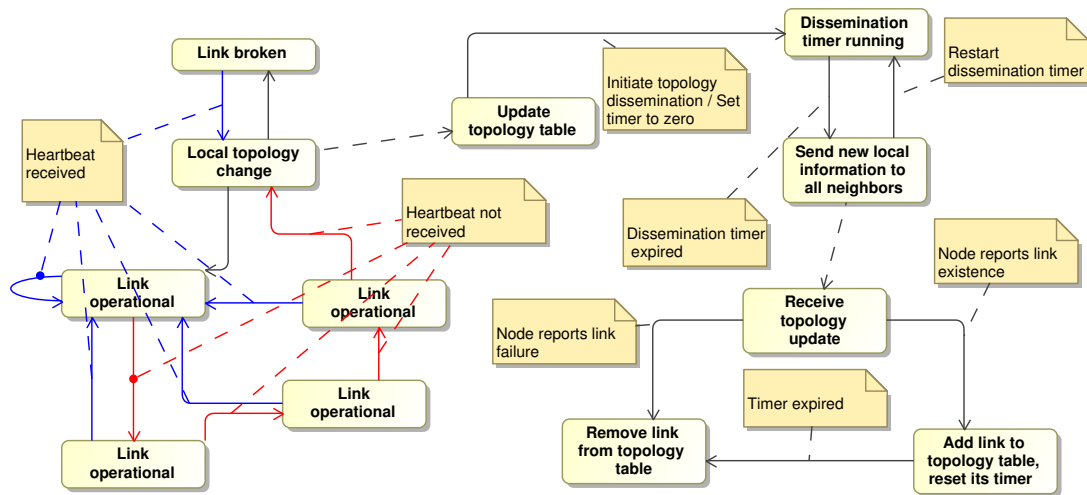 Link broken
Dissemination
timer running
Restart
dissemination timer
Initiate topology
dissemination / Set
timer to zero
Update
topology table
Heartbeat
received
Local topology
change
Send new local
information to
all neighbors
Heartbeat not
received
Dissemination timer
expired
Node reports link
existence
Link
operational
Link
operational
Receive
topology
update
Node reports link
failure
Link
operational
Timer expired
Link
operational
Remove link
from topology
table
Add link to
topology table,
reset its timer